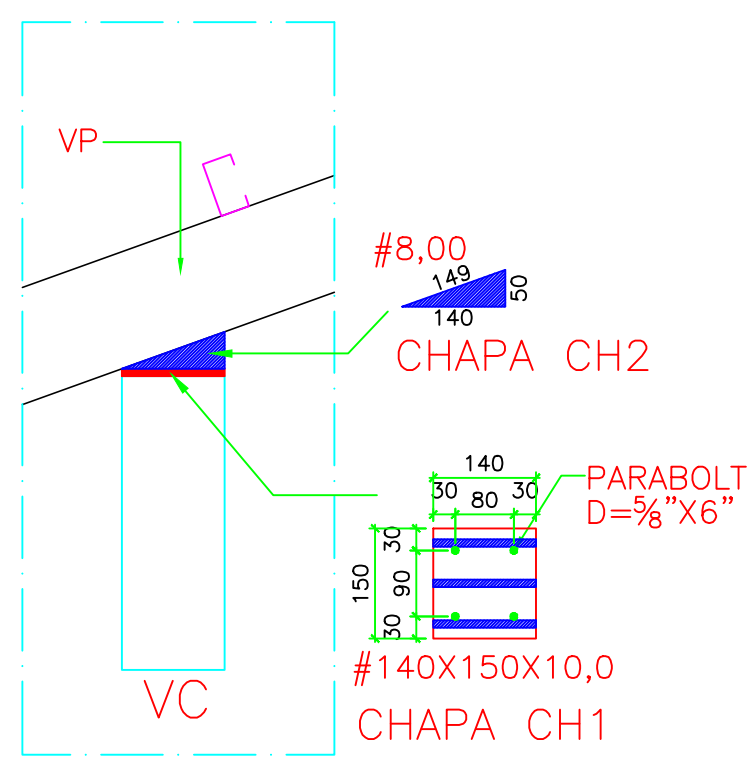 VP
#8,00
149
50
140
CHAPA CH2
140
30
80
30
PARABOLT
D=⅝”X6”
30
150
90
30
#140X150X10,0
VC
CHAPA CH1